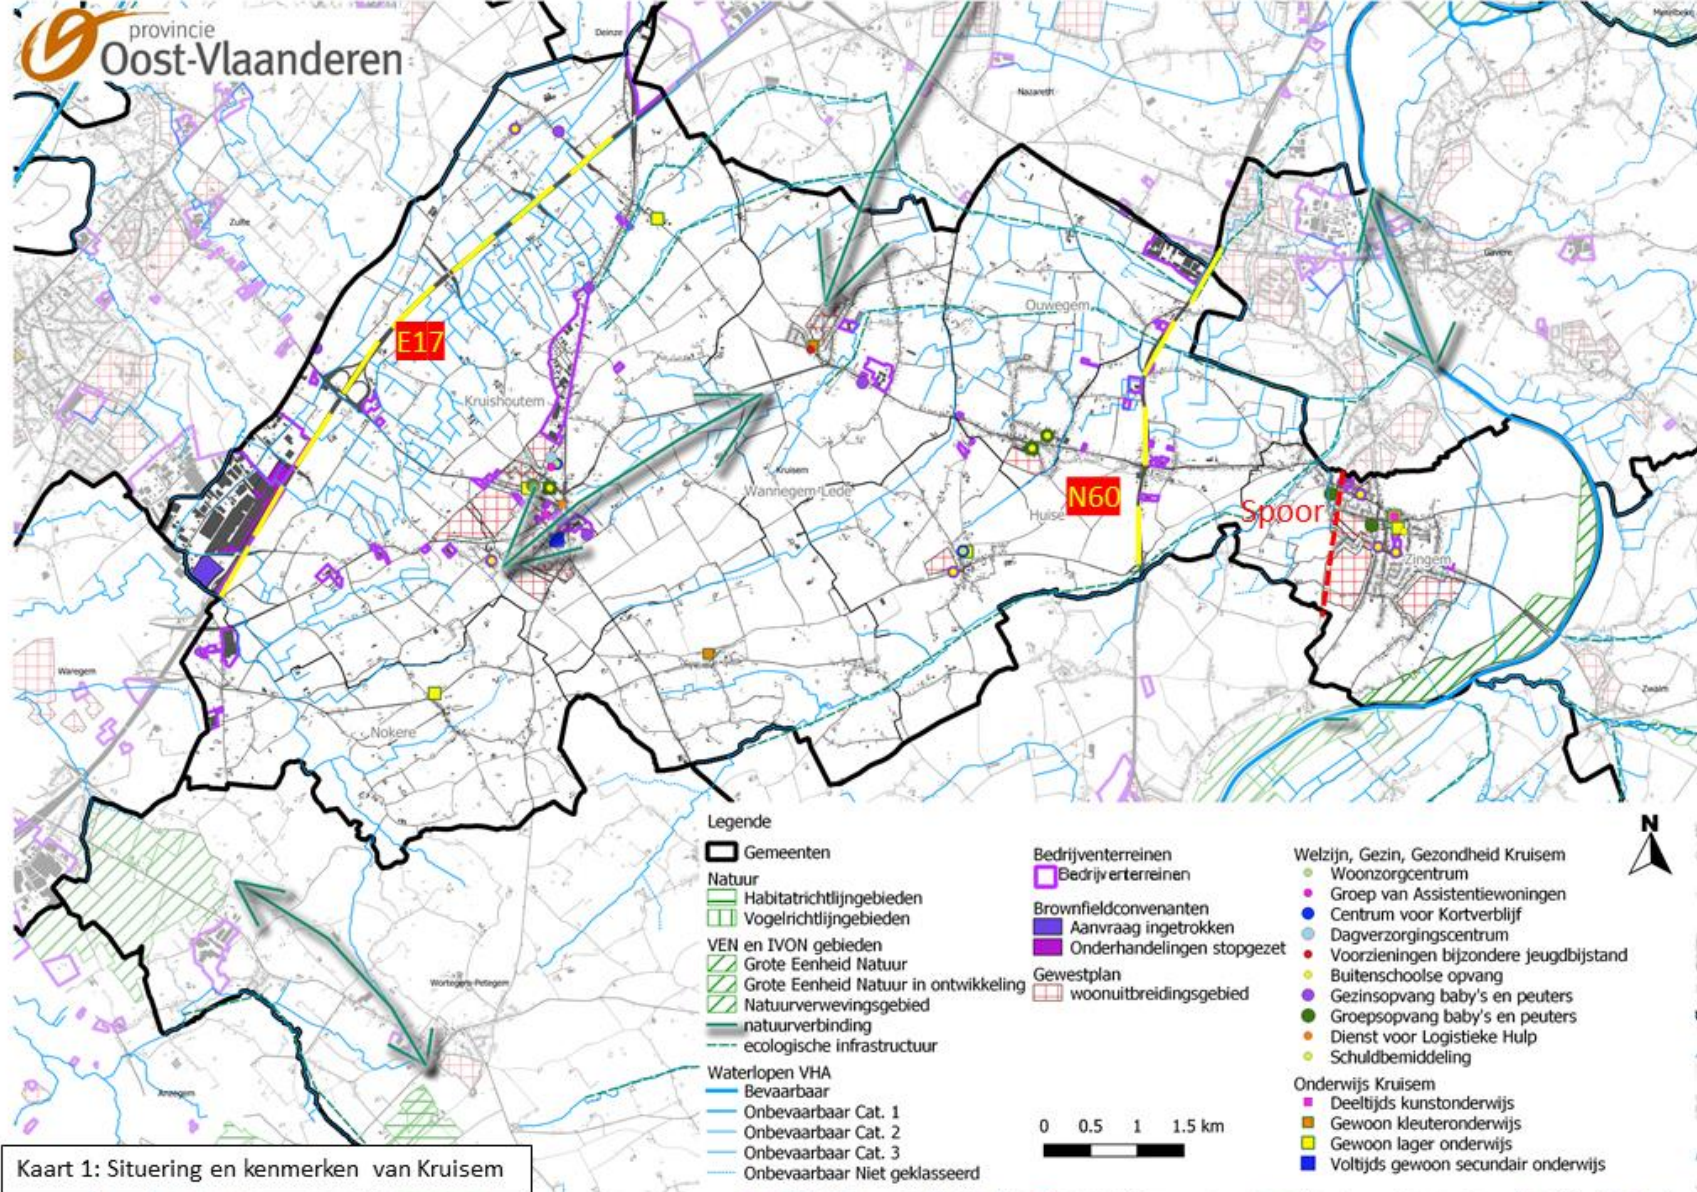 provincie
Oost-Vlaanderen
Deinze
Nazareth
Zulte
Gavere
E17
Ouwegem
Kruishoutem
Kruisem
Wannegem-Lede
N60
Huise
Spoor
Zingem
Waregem
Nokere
Zwalm
Wortegem-Petegem
Anzegem
Legende
Gemeenten
Natuur
Habitatrichtlijngebieden
Vogelrichtlijngebieden
VEN en IVON gebieden
Grote Eenheid Natuur
Grote Eenheid Natuur in ontwikkeling
Natuurverwevingsgebied
natuurverbinding
ecologische infrastructuur
Waterlopen VHA
Bevaarbaar
Onbevaarbaar Cat. 1
Onbevaarbaar Cat. 2
Onbevaarbaar Cat. 3
Onbevaarbaar Niet geklasseerd
Bedrijventerreinen
Bedrijventerreinen
Brownfieldconvenanten
Aanvraag ingetrokken
Onderhandelingen stopgezet
Gewestplan
woonuitbreidingsgebied
0 0.5 1 1.5 km
Welzijn, Gezin, Gezondheid Kruisem
Woonzorgcentrum
Groep van Assistentiewoningen
Centrum voor Kortverblijf
Dagverzorgingscentrum
Voorzieningen bijzondere jeugdbijstand
Buitenschoolse opvang
Gezinsopvang baby's en peuters
Groepsopvang baby's en peuters
Dienst voor Logistieke Hulp
Schuldbemiddeling
Onderwijs Kruisem
Deeltijds kunstonderwijs
Gewoon kleuteronderwijs
Gewoon lager onderwijs
Voltijds gewoon secundair onderwijs
N
Kaart 1: Situering en kenmerken van Kruisem